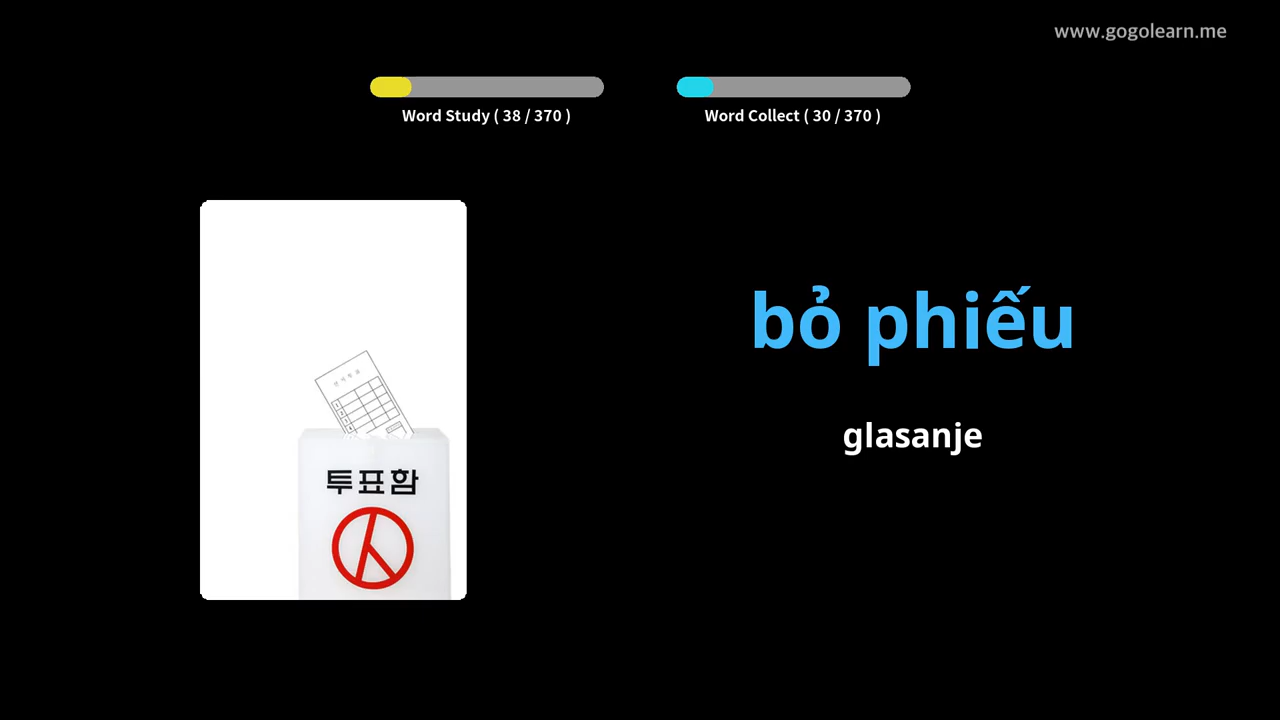 www.gogolearn.me
Word Study ( 38 / 370 )
Word Collect ( 30 / 370 )
bỏ phiếu
glasanje
투표함